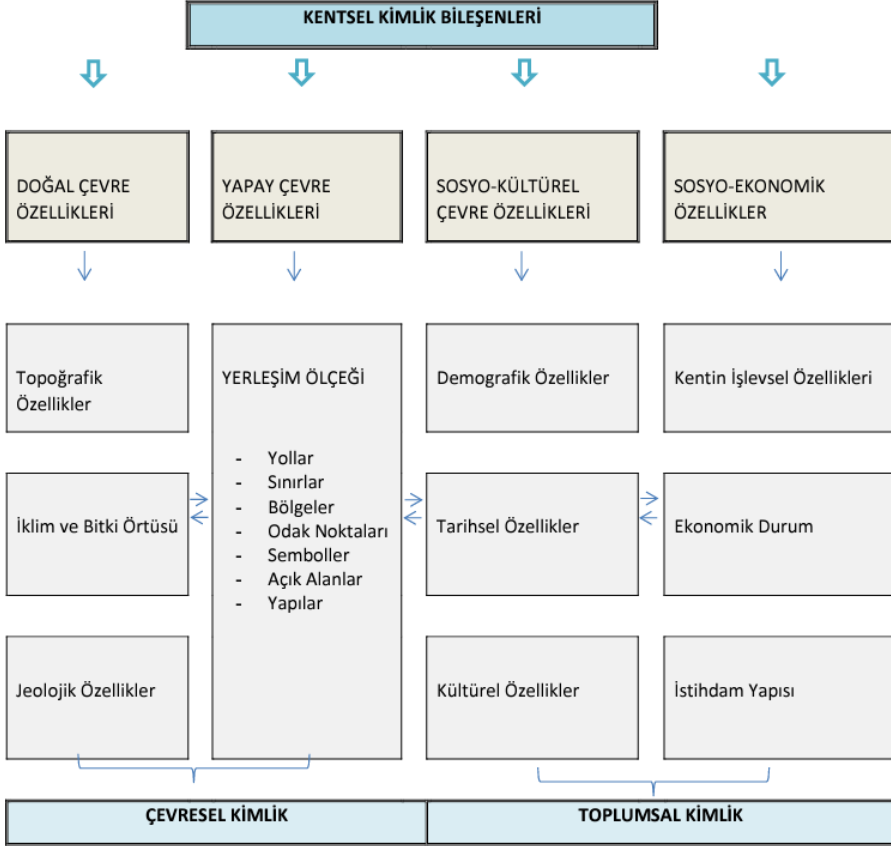 KENTSEL KİMLİK BİLEŞENLERİ
DOĞAL ÇEVRE
ÖZELLİKLERİ
YAPAY ÇEVRE
ÖZELLİKLERİ
SOSYO-KÜLTÜREL
ÇEVRE ÖZELLİKLERİ
SOSYO-EKONOMİK
ÖZELLİKLER
Topoğrafik
Özellikler
İklim ve Bitki Örtüsü
Jeolojik Özellikler
YERLEŞİM ÖLÇEĞİ
- Yollar
- Sınırlar
- Bölgeler
- Odak Noktaları
- Semboller
- Açık Alanlar
- Yapılar
Demografik Özellikler
Tarihsel Özellikler
Kültürel Özellikler
Kentin İşlevsel Özellikleri
Ekonomik Durum
İstihdam Yapısı
ÇEVRESEL KİMLİK
TOPLUMSAL KİMLİK